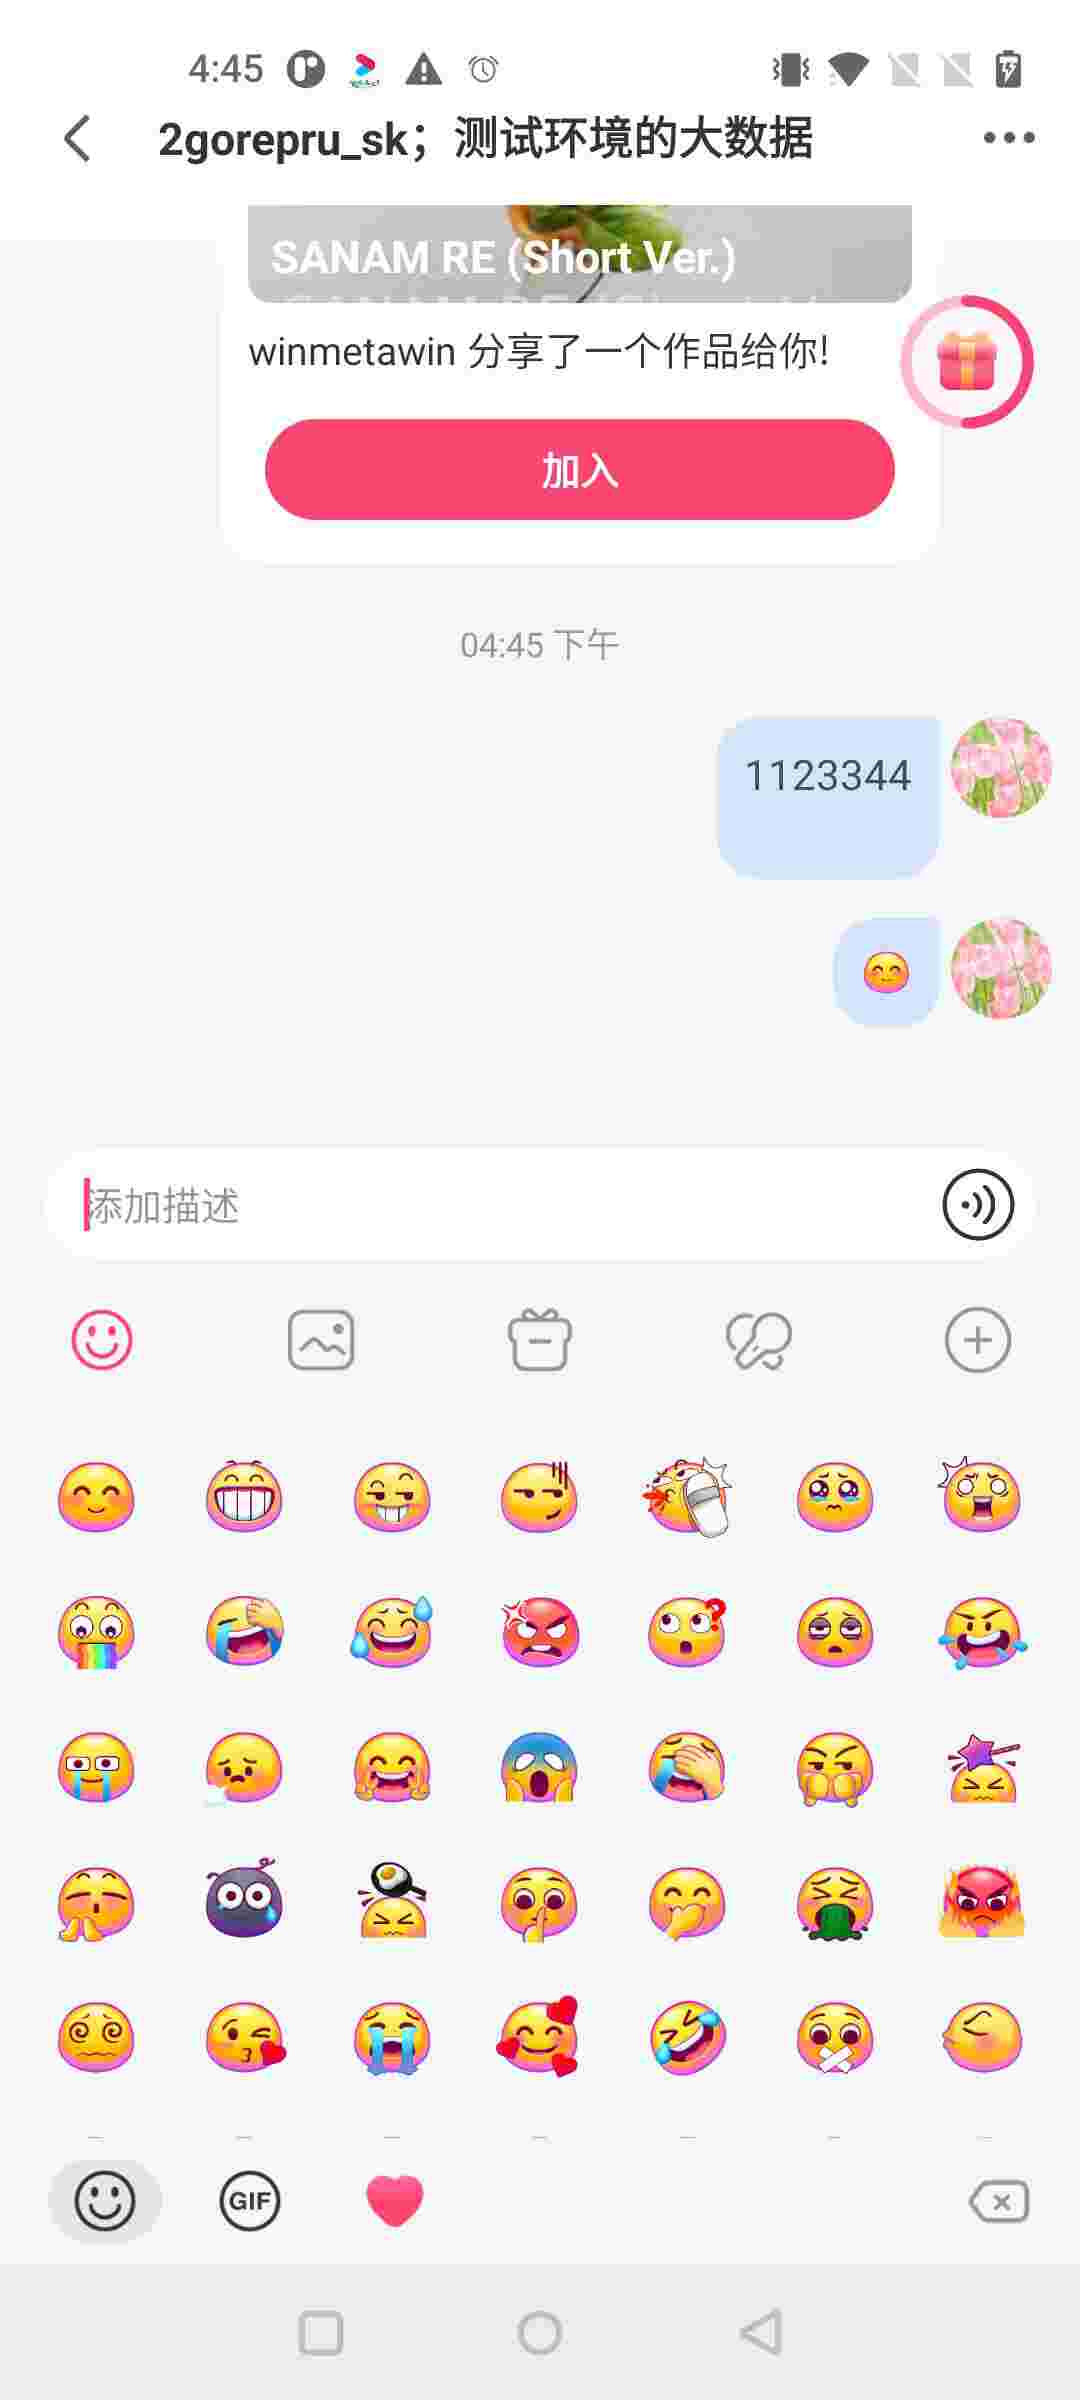 4:45
2gorepru_sk；测试环境的大数据
SANAM RE (Short Ver.)
winmetawin 分享了一个作品给你!
加入
04:45 下午
1123344
添加描述
GIF